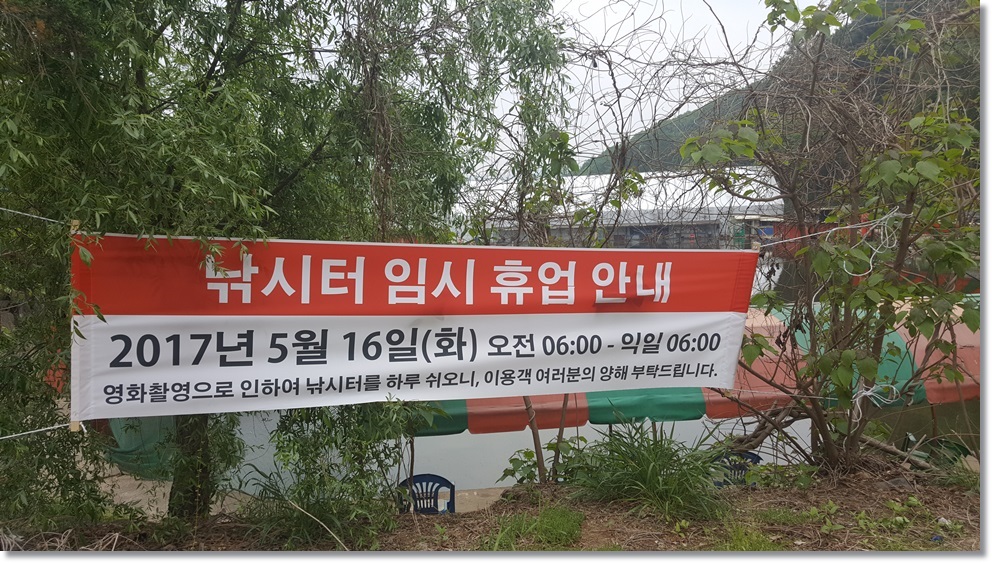 낚시터 임시 휴업 안내
2017년 5월 16일(화) 오전 06:00 - 익일 06:00
영화촬영으로 인하여 낚시터를 하루 쉬오니, 이용객 여러분의 양해 부탁드립니다.